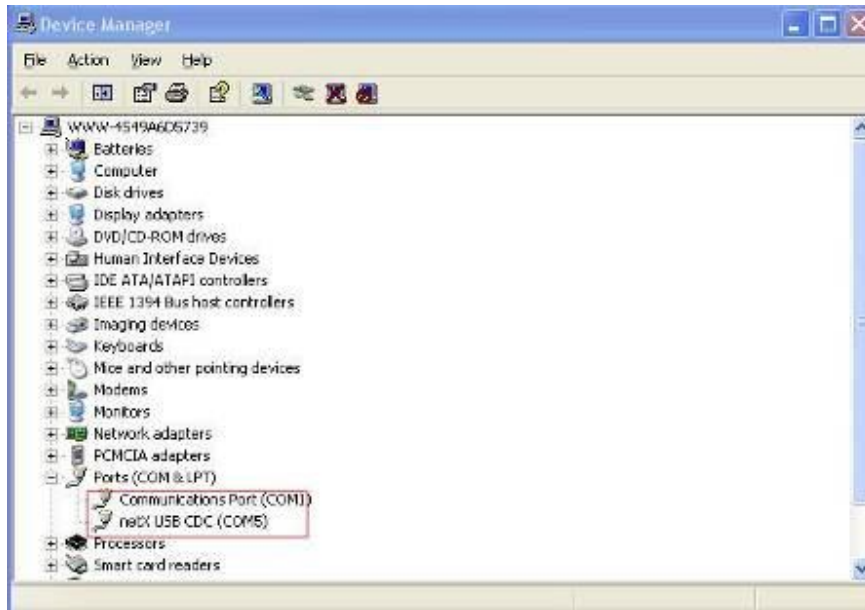 Device Manager
File Action View Help
WWW-4549A6D5739
Batteries
Computer
Disk drives
Display adapters
DVD/CD-ROM drives
Human Interface Devices
IDE ATA/ATAPI controllers
IEEE 1394 Bus host controllers
Imaging devices
Keyboards
Mice and other pointing devices
Modems
Monitors
Network adapters
PCMCIA adapters
Ports (COM & LPT)
Communications Port (COM1)
netX USB CDC (COM5)
Processors
Smart card readers